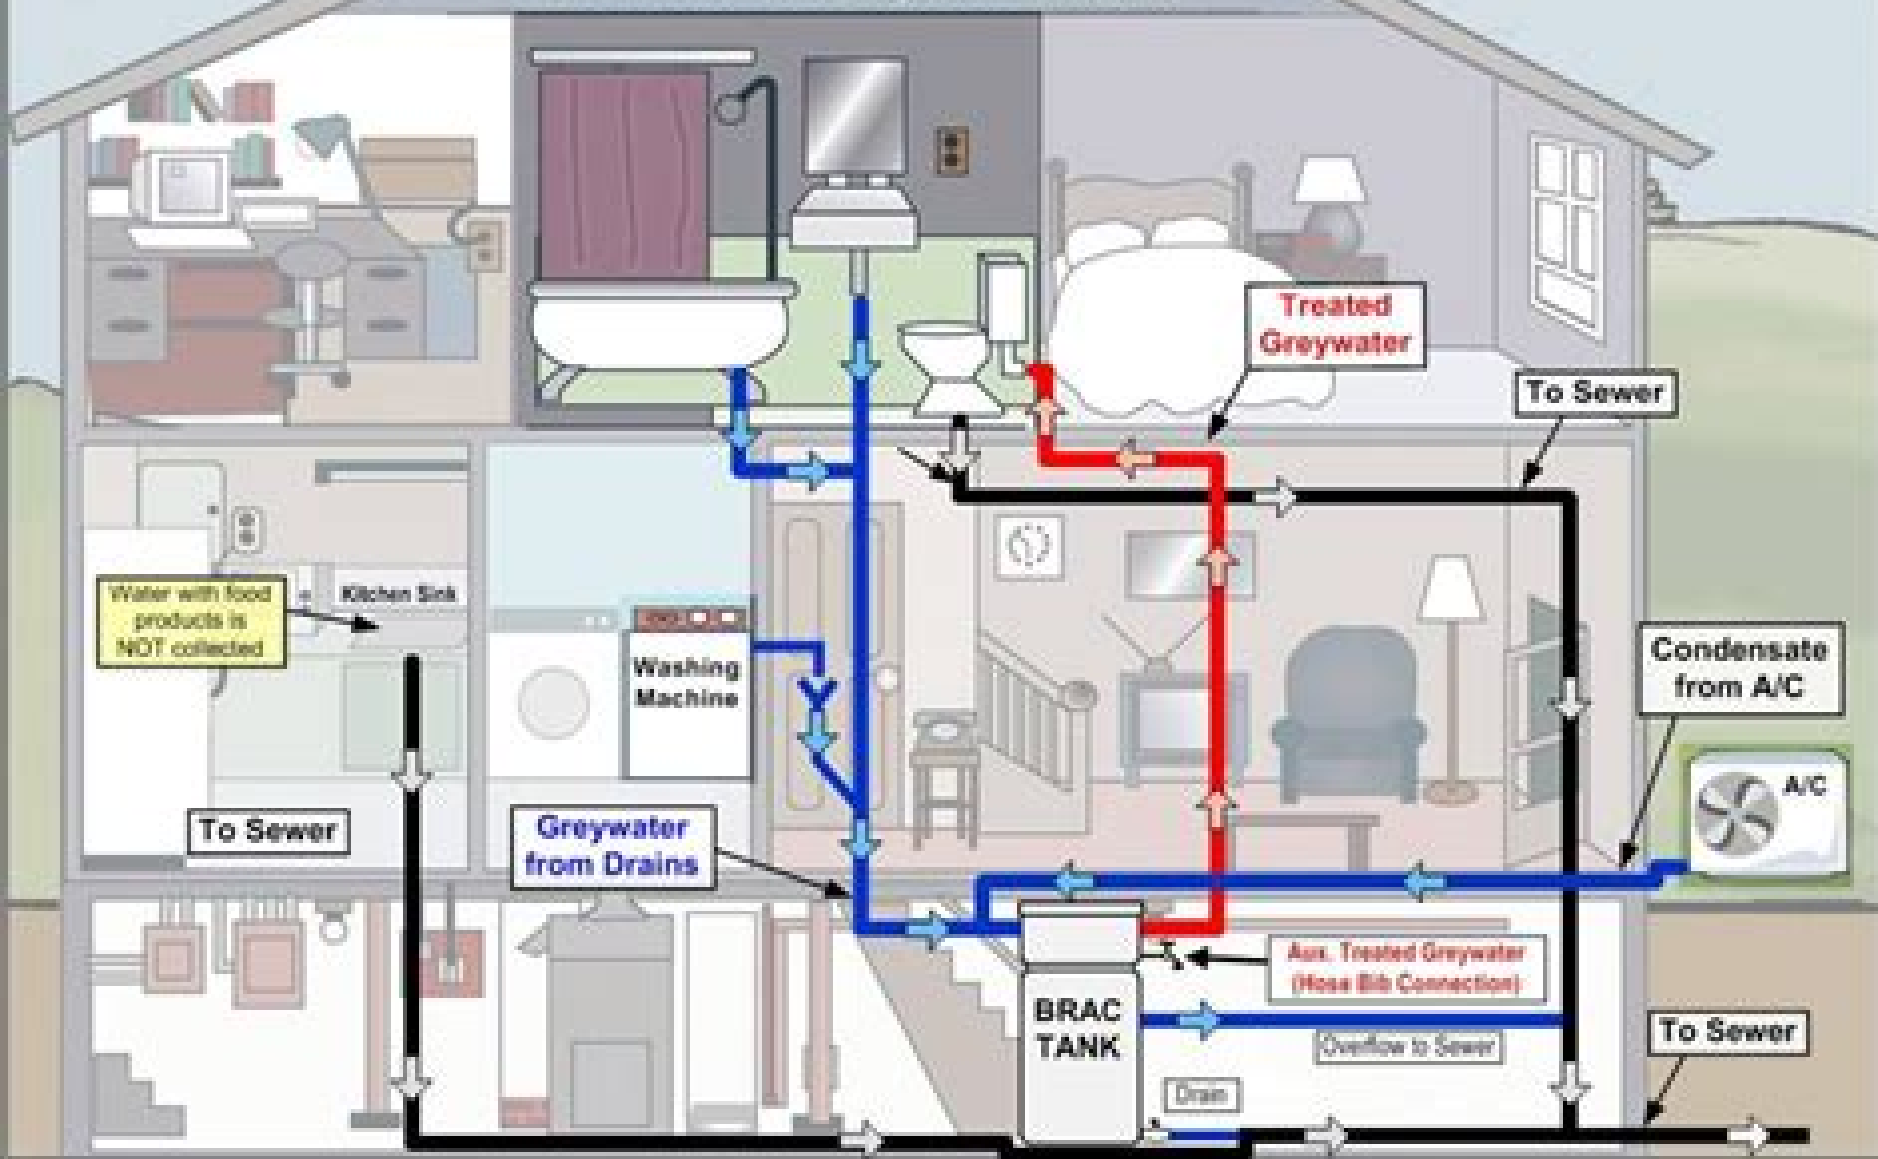 Treated
Greywater
To Sewer
Water with food
products is
NOT collected
Kitchen Sink
Washing
Machine
Condensate
from A/C
A/C
To Sewer
Greywater
from Drains
Aux. Treated Greywater
(Hose Bib Connection)
BRAC
TANK
Overflow to Sewer
To Sewer
Drain